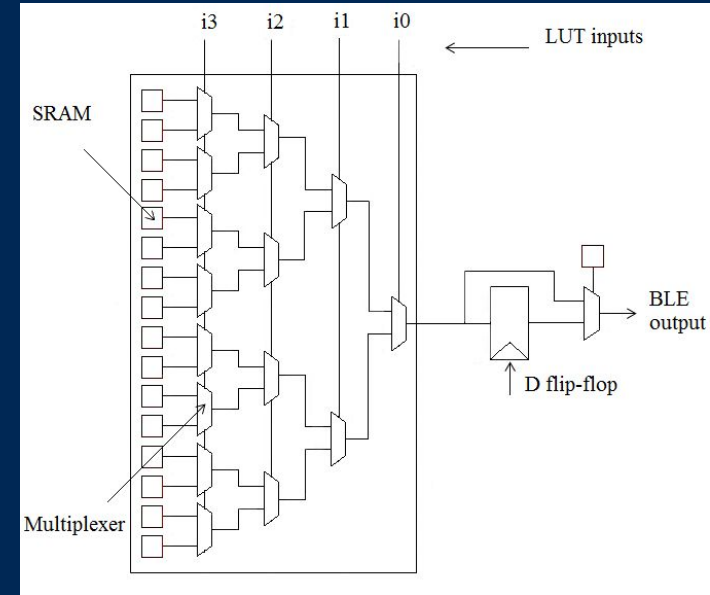 i3 i2 i1 i0
LUT inputs
SRAM
BLE
output
D flip-flop
Multiplexer